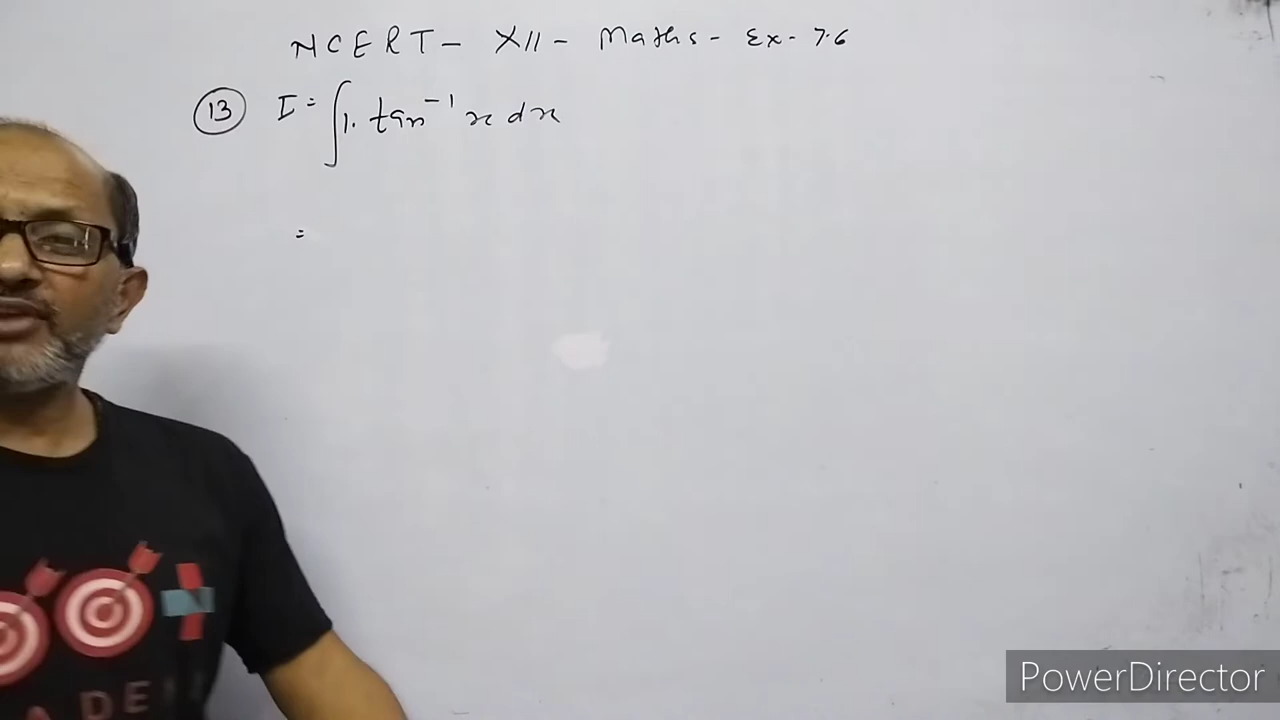 NCERT - XII - Maths - Ex - 7.6
13 I = ∫ 1. tan⁻¹ x dx
=
PowerDirector